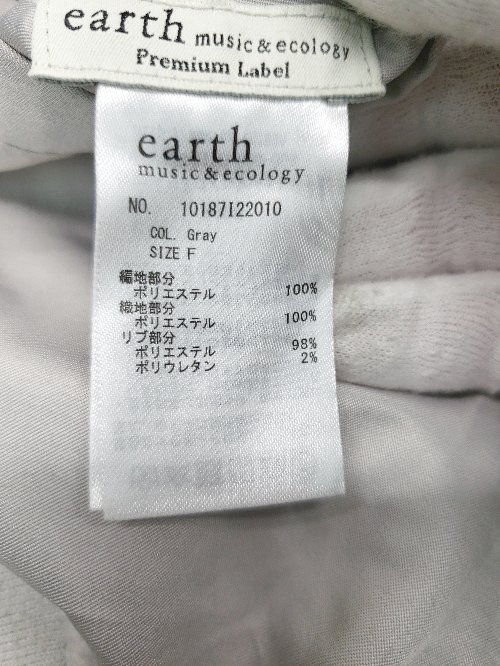 earth music & ecology
Premium Label
earth
music & ecology
NO. 10187I22010
COL. Gray
SIZE F
編地部分
ポリエステル 100%
織地部分
ポリエステル 100%
リブ部分
ポリエステル 98%
ポリウレタン 2%